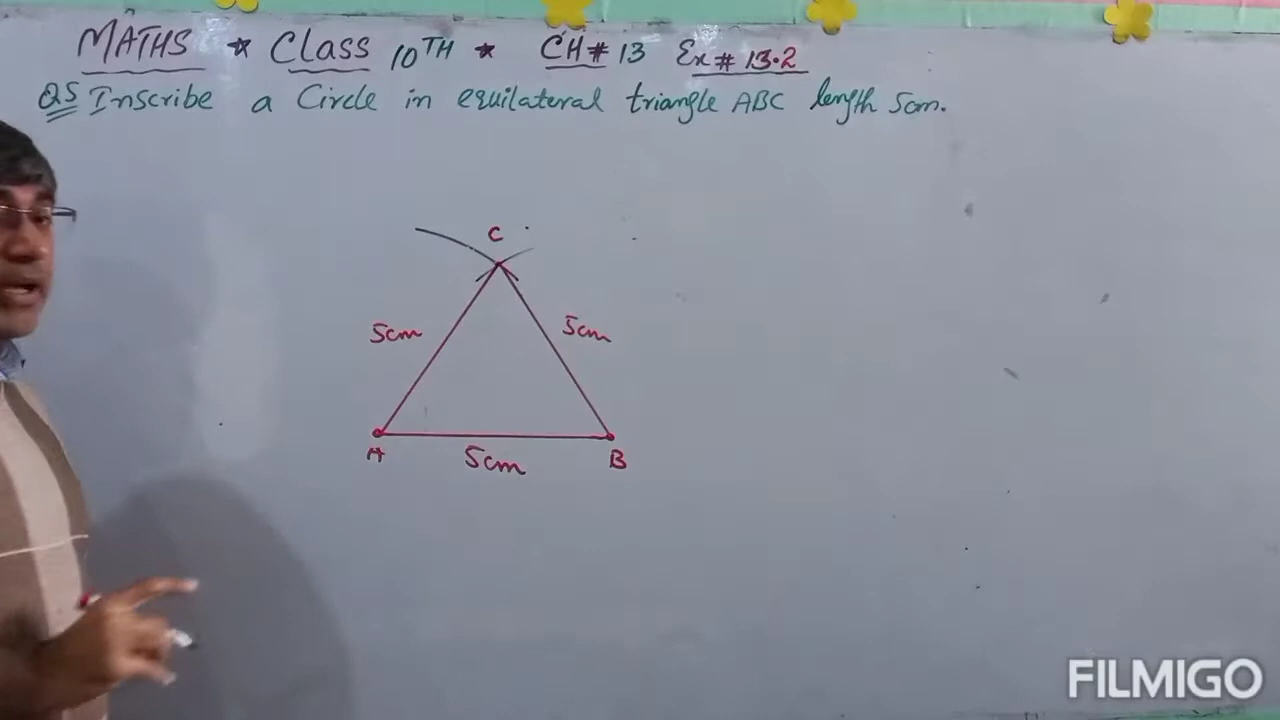 MATHS * Class 10TH * CH# 13 Ex# 13.2
Q5 Inscribe a Circle in equilateral triangle ABC length 5cm.
C
5cm 5cm
A 5cm B
FILMIGO